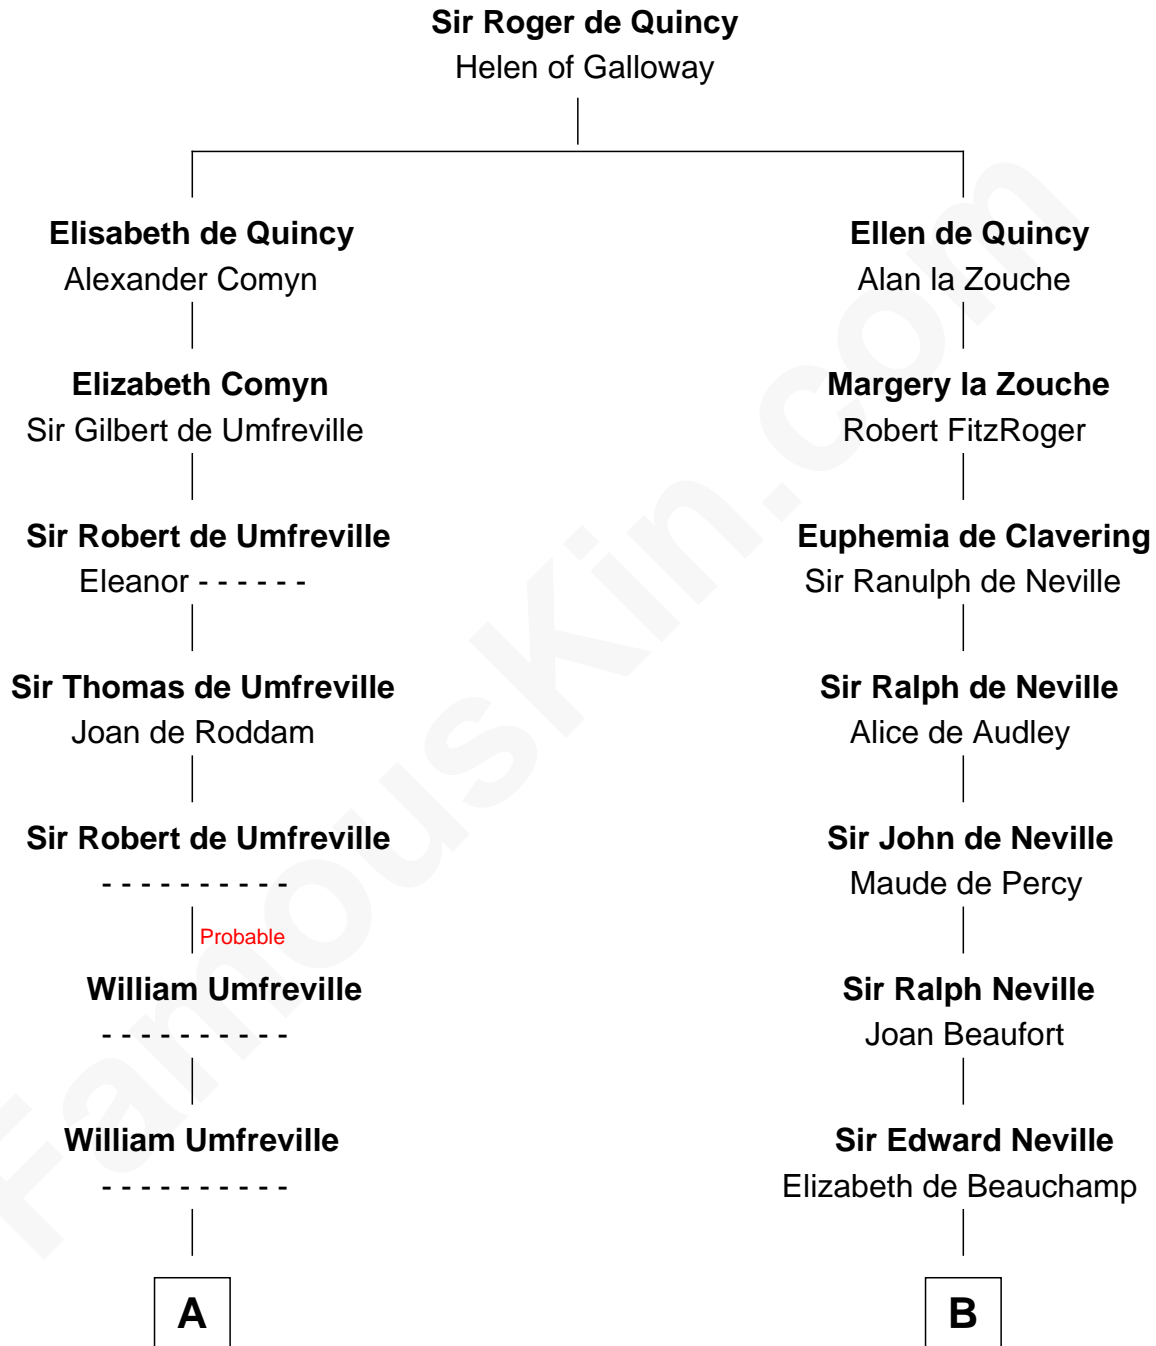 Sir Roger de Quincy
Helen of Galloway
Elisabeth de Quincy
Alexander Comyn
Ellen de Quincy
Alan la Zouche
Elizabeth Comyn
Sir Gilbert de Umfreville
Margery la Zouche
Robert FitzRoger
Sir Robert de Umfreville
Eleanor - - - - - -
Euphemia de Clavering
Sir Ranulph de Neville
Sir Thomas de Umfreville
Joan de Roddam
Sir Ralph de Neville
Alice de Audley
Sir Robert de Umfreville
- - - - - - - - - -
Sir John de Neville
Maude de Percy
Probable
William Umfreville
- - - - - - - - - -
Sir Ralph Neville
Joan Beaufort
William Umfreville
- - - - - - - - - -
Sir Edward Neville
Elizabeth de Beauchamp
A
B
FamousKin.com